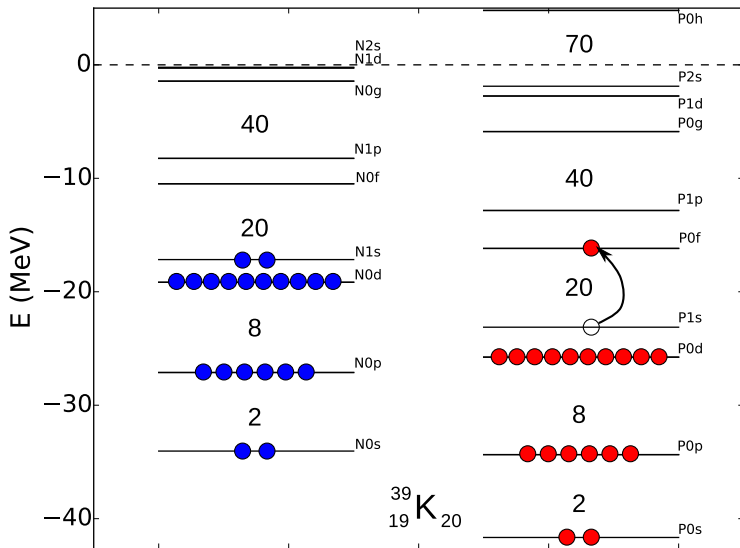 E (MeV)
0
−10
−20
−30
−40
N2s
N1d
N0g
40
N1p
N0f
20
N1s
N0d
8
N0p
2
N0s
P0h
70
P2s
P1d
P0g
40
P1p
P0f
20
P1s
P0d
8
P0p
2
P0s
39
19 K 20